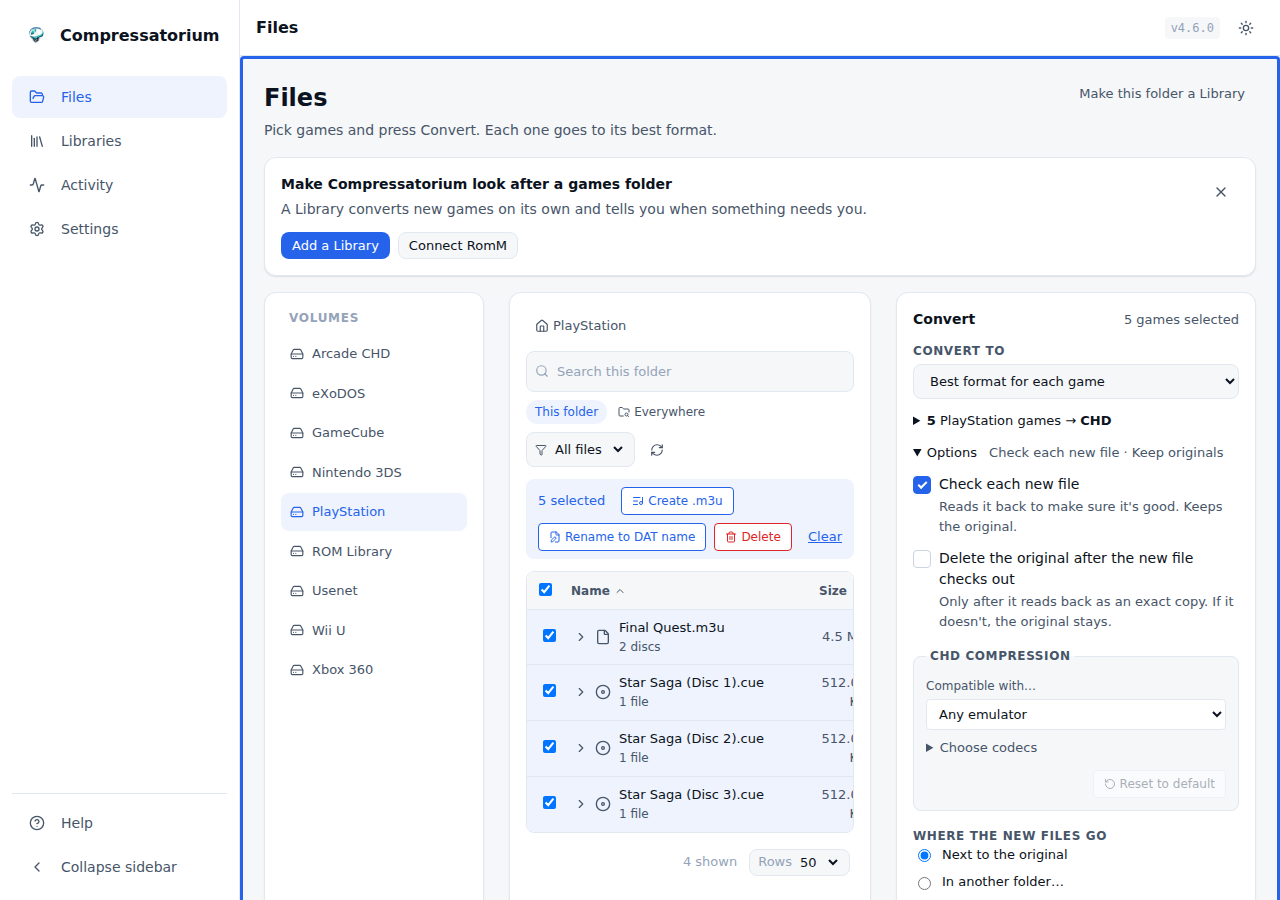 Compressatorium
Files
Libraries
Activity
Settings
Help
Collapse sidebar
Files
v4.6.0
Files
Make this folder a Library
Pick games and press Convert. Each one goes to its best format.
Make Compressatorium look after a games folder
A Library converts new games on its own and tells you when something needs you.
Add a Library
Connect RomM
VOLUMES
Arcade CHD
eXoDOS
GameCube
Nintendo 3DS
PlayStation
ROM Library
Usenet
Wii U
Xbox 360
PlayStation
Search this folder
This folder
Everywhere
All files
5 selected
Create .m3u
Rename to DAT name
Delete
Clear
Name
Size
Final Quest.m3u
4.5
2 discs
Star Saga (Disc 1).cue
1 file
Star Saga (Disc 2).cue
1 file
Star Saga (Disc 3).cue
1 file
4 shown
Rows 50
Convert
5 games selected
CONVERT TO
Best format for each game
5 PlayStation games → CHD
Options Check each new file · Keep originals
Check each new file
Reads it back to make sure it's good. Keeps
the original.
Delete the original after the new file
checks out
Only after it reads back as an exact copy. If it
doesn't, the original stays.
CHD COMPRESSION
Compatible with...
Any emulator
Choose codecs
Reset to default
WHERE THE NEW FILES GO
Next to the original
In another folder...